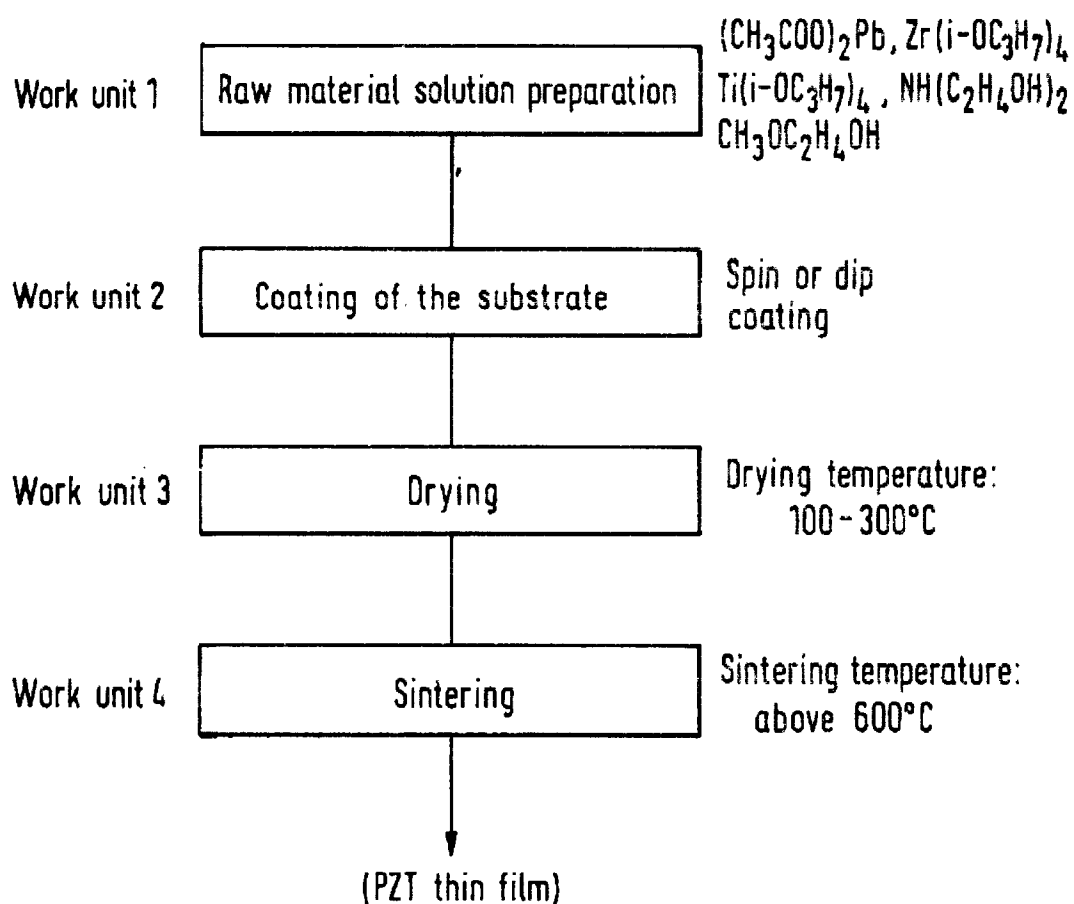 Work unit 1
Raw material solution preparation
(CH₃COO)₂Pb, Zr(i-OC₃H₇)₄
Ti(i-OC₃H₇)₄, NH(C₂H₄OH)₂
CH₃OC₂H₄OH
Work unit 2
Coating of the substrate
Spin or dip
coating
Work unit 3
Drying
Drying temperature:
100-300°C
Work unit 4
Sintering
Sintering temperature:
above 600°C
(PZT thin film)